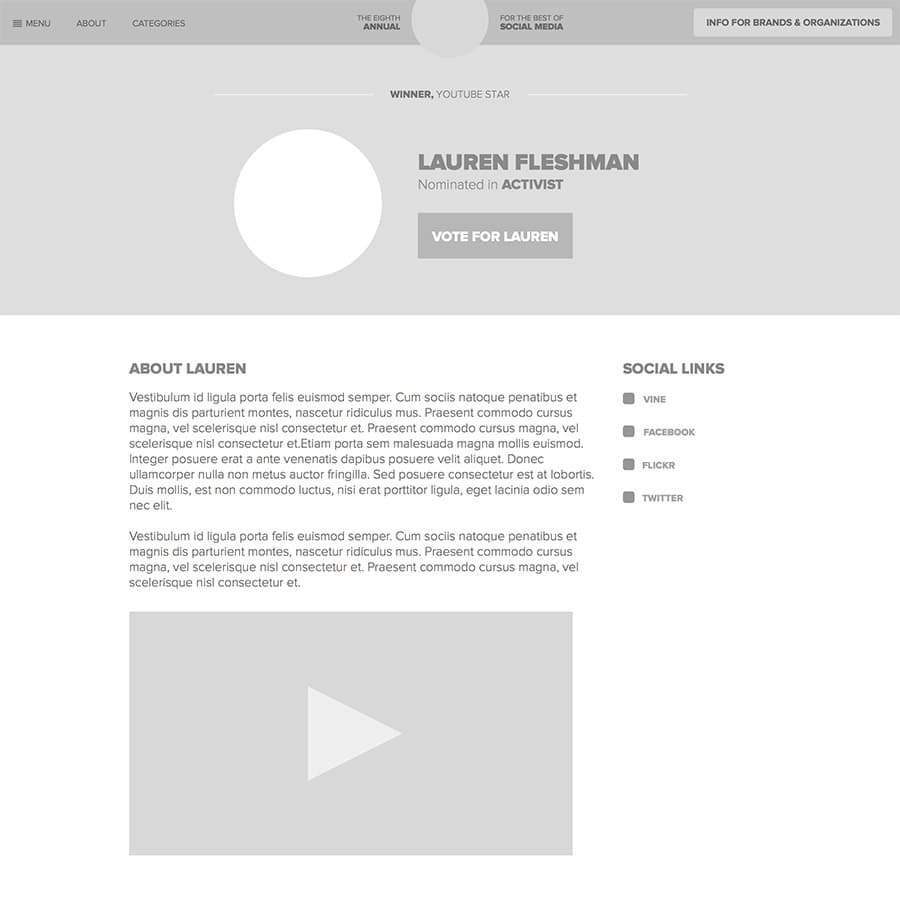 MENU ABOUT CATEGORIES
THE EIGHTH
ANNUAL
FOR THE BEST OF
SOCIAL MEDIA
INFO FOR BRANDS & ORGANIZATIONS
WINNER, YOUTUBE STAR
LAUREN FLESHMAN
Nominated in ACTIVIST
VOTE FOR LAUREN
ABOUT LAUREN
Vestibulum id ligula porta felis euismod semper. Cum sociis natoque penatibus et
magnis dis parturient montes, nascetur ridiculus mus. Praesent commodo cursus
magna, vel scelerisque nisl consectetur et. Praesent commodo cursus magna, vel
scelerisque nisl consectetur et.Etiam porta sem malesuada magna mollis euismod.
Integer posuere erat a ante venenatis dapibus posuere velit aliquet. Donec
ullamcorper nulla non metus auctor fringilla. Sed posuere consectetur est at lobortis.
Duis mollis, est non commodo luctus, nisi erat porttitor ligula, eget lacinia odio sem
nec elit.
Vestibulum id ligula porta felis euismod semper. Cum sociis natoque penatibus et
magnis dis parturient montes, nascetur ridiculus mus. Praesent commodo cursus
magna, vel scelerisque nisl consectetur et. Praesent commodo cursus magna, vel
scelerisque nisl consectetur et.
SOCIAL LINKS
VINE
FACEBOOK
FLICKR
TWITTER